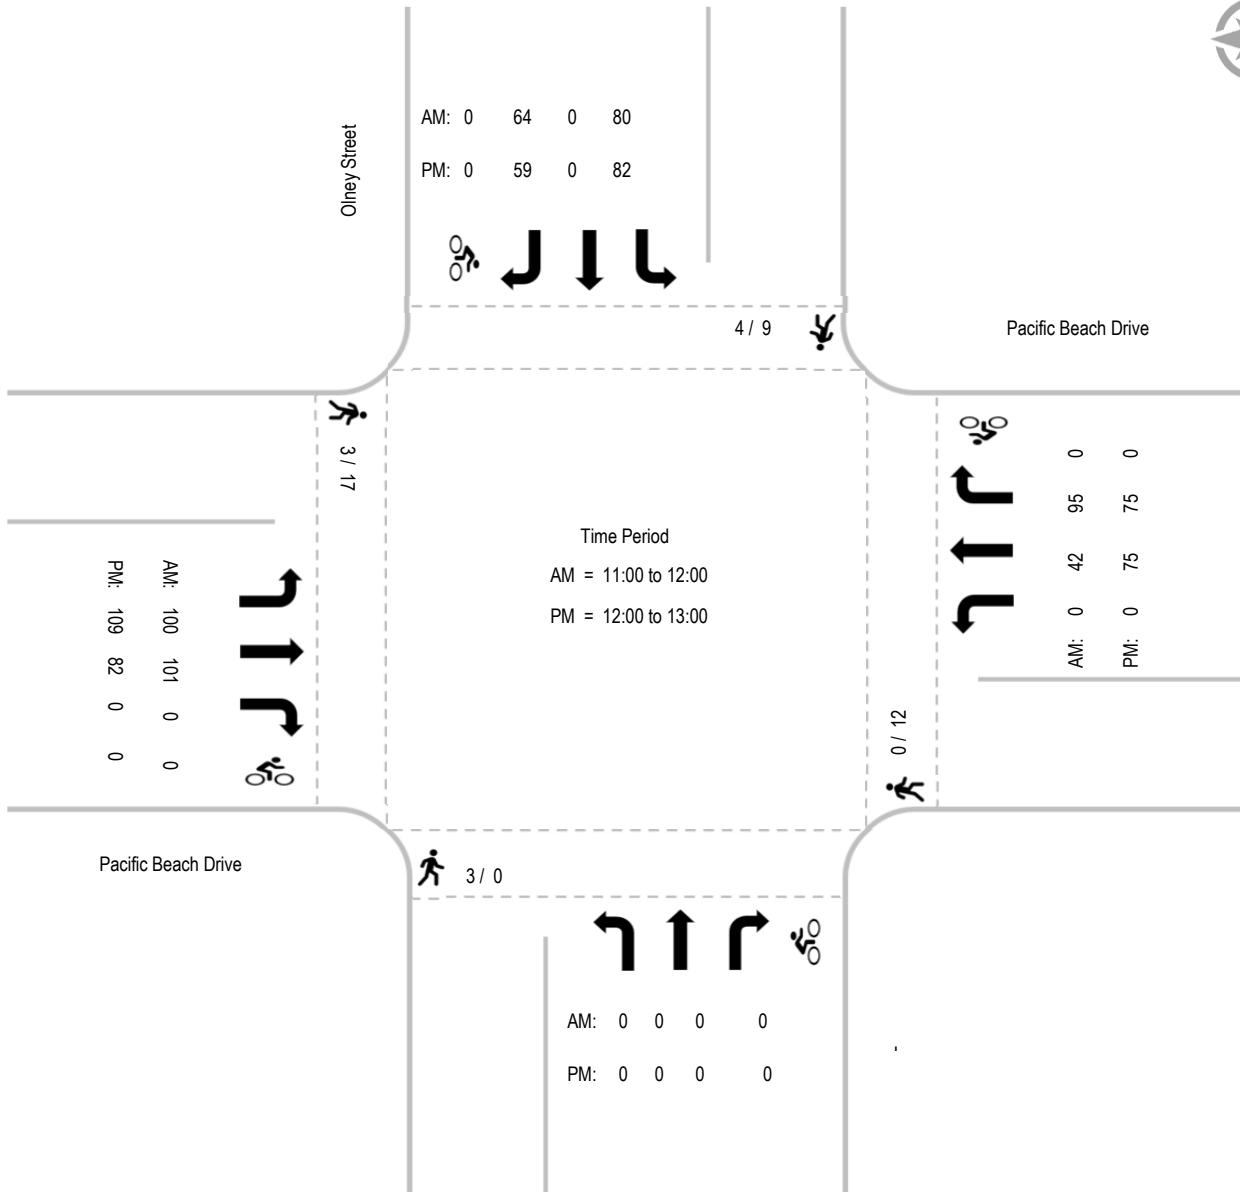 Olney Street
AM: 0 64 0 80
PM: 0 59 0 82
4 / 9
Pacific Beach Drive
3 / 17
AM: 0 42 95 0
PM: 0 75 75 0
Time Period
AM = 11:00 to 12:00
PM = 12:00 to 13:00
PM: 109 82 0 0
AM: 100 101 0 0
0 / 12
Pacific Beach Drive
3 / 0
AM: 0 0 0 0
PM: 0 0 0 0